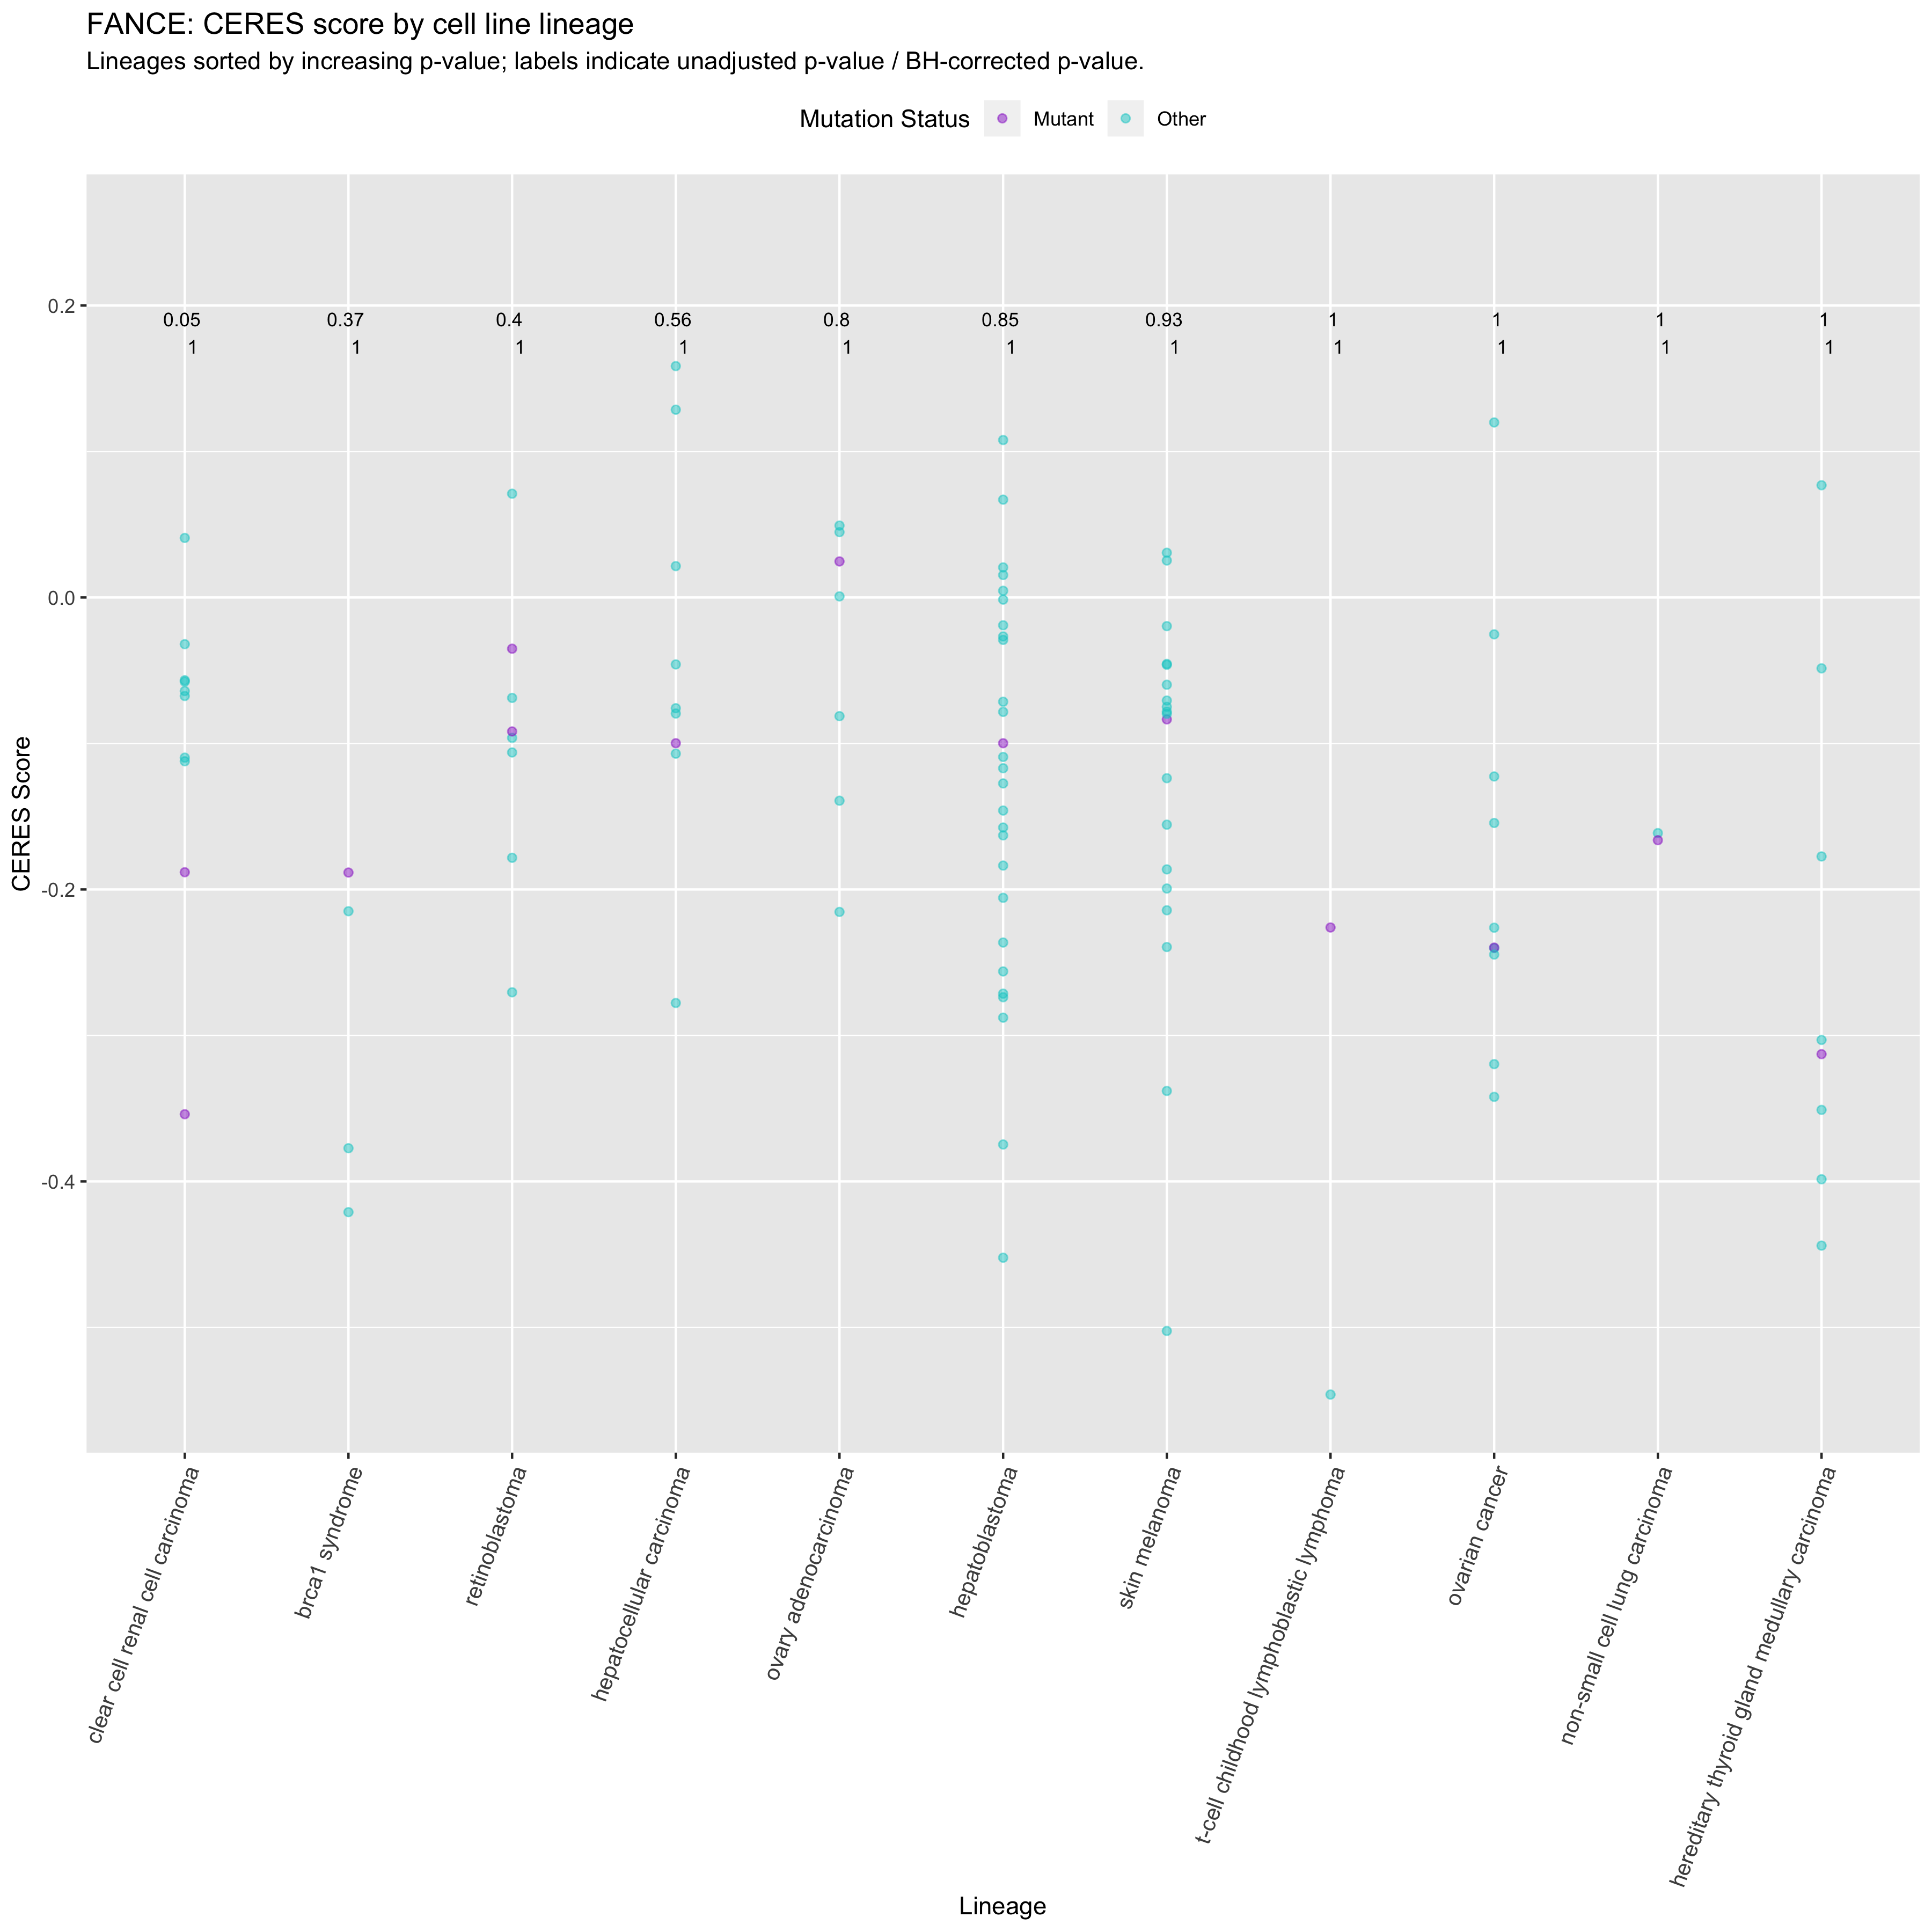 FANCE: CERES score by cell line lineage
Lineages sorted by increasing p-value; labels indicate unadjusted p-value / BH-corrected p-value.
Mutation Status Mutant Other
0.2
0.05 0.37 0.4 0.56 0.8 0.85 0.93 1 1 1 1
1 1 1 1 1 1 1 1 1 1 1
0.0
-0.2
-0.4
CERES Score
clear cell renal cell carcinoma
brca1 syndrome
retinoblastoma
hepatocellular carcinoma
ovary adenocarcinoma
hepatoblastoma
skin melanoma
t-cell childhood lymphoblastic lymphoma
ovarian cancer
non-small cell lung carcinoma
hereditary thyroid gland medullary carcinoma
Lineage